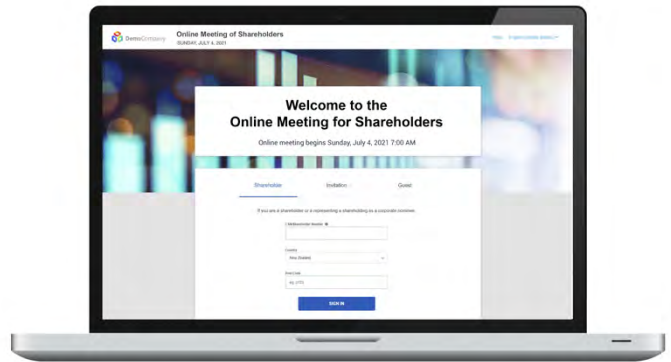 DemoCompany
Online Meeting of Shareholders
SUNDAY, JULY 4, 2021
Welcome to the
Online Meeting for Shareholders
Online meeting begins Sunday, July 4, 2021 7:00 AM
Shareholder
Invitation
Guest
If you are a shareholder or a representing a shareholding as a corporate
Country
New Zealand
SIGN IN